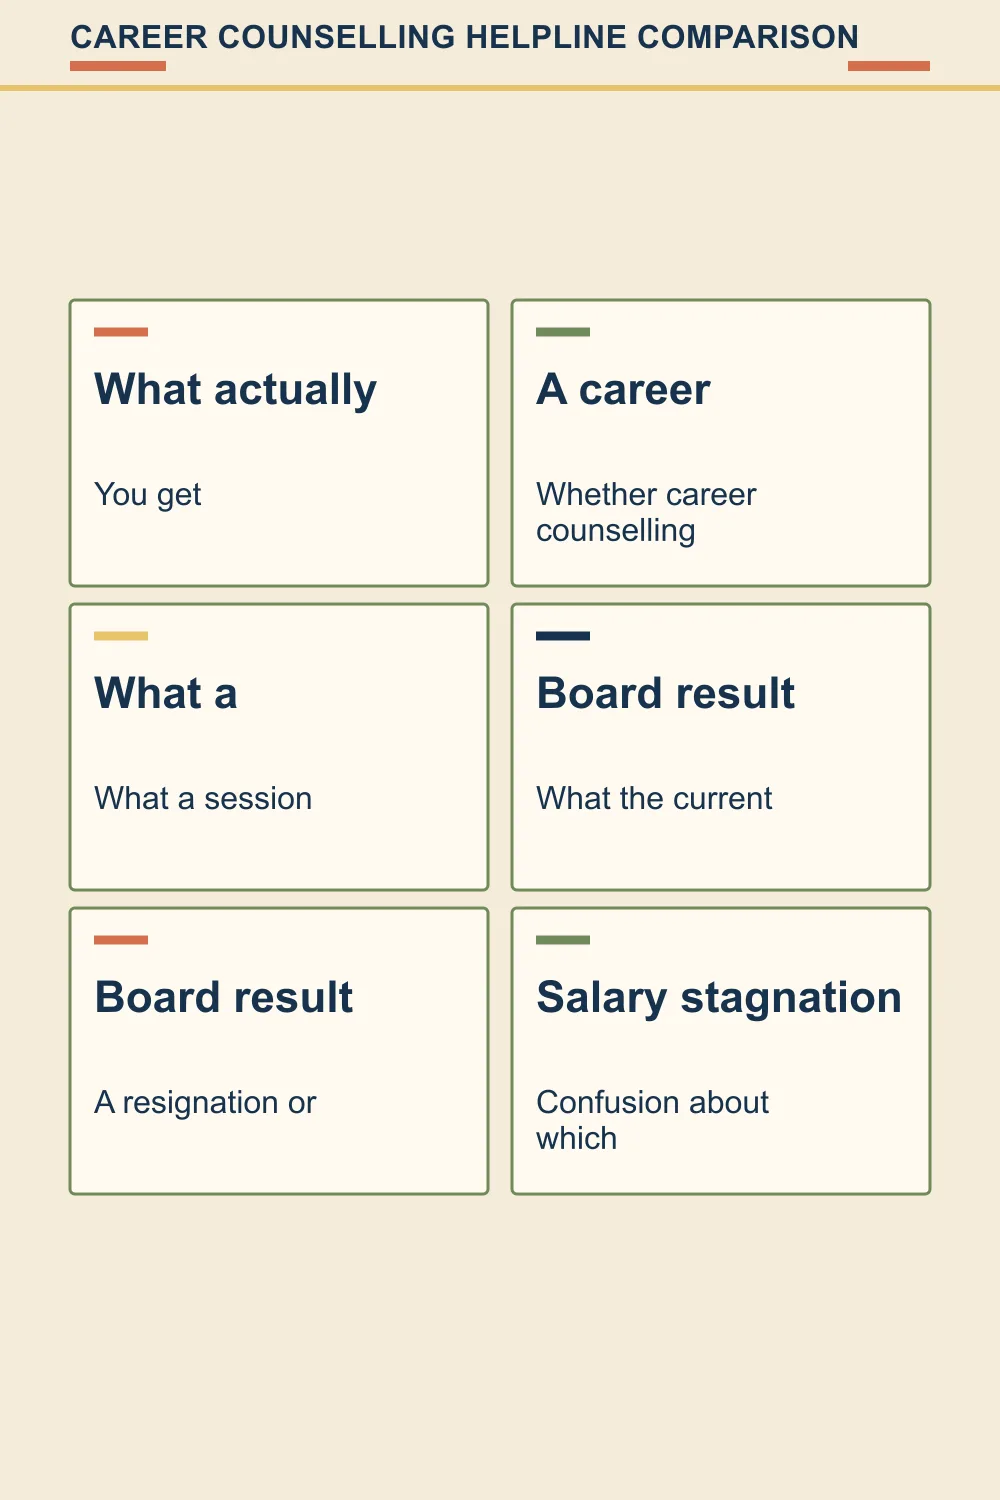 CAREER COUNSELLING HELPLINE COMPARISON
What actually
You get
A career
Whether career
counselling
What a
What a session
Board result
What the current
Board result
A resignation or
Salary stagnation
Confusion about
which